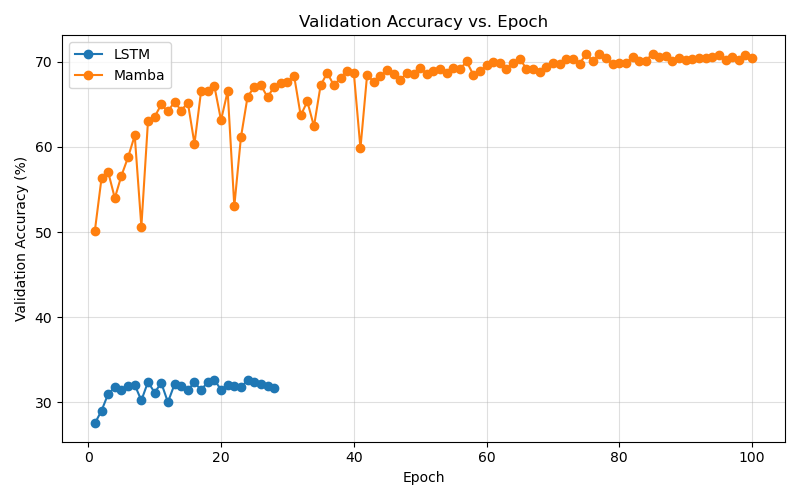 Validation Accuracy vs. Epoch
LSTM
Mamba
Validation Accuracy (%)
70
60
50
40
30
0 20 40 60 80 100
Epoch